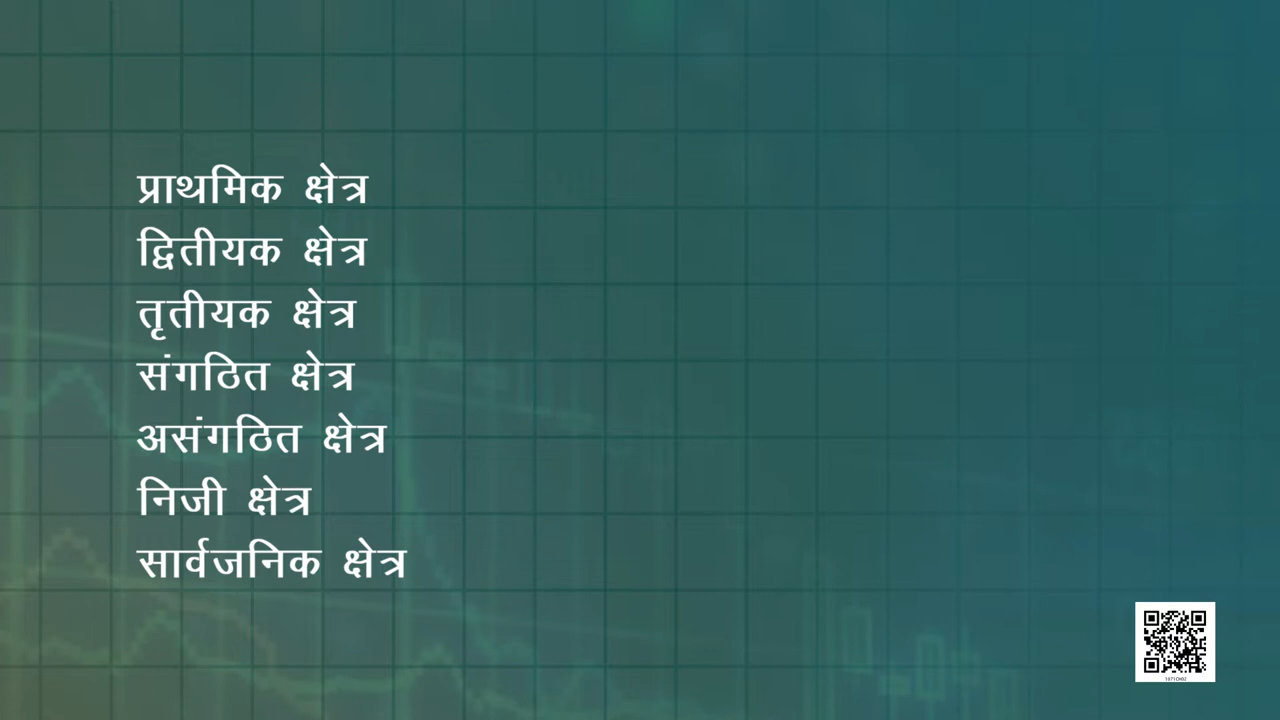 प्राथमिक क्षेत्र
द्वितीयक क्षेत्र
तृतीयक क्षेत्र
संगठित क्षेत्र
असंगठित क्षेत्र
निजी क्षेत्र
सार्वजनिक क्षेत्र